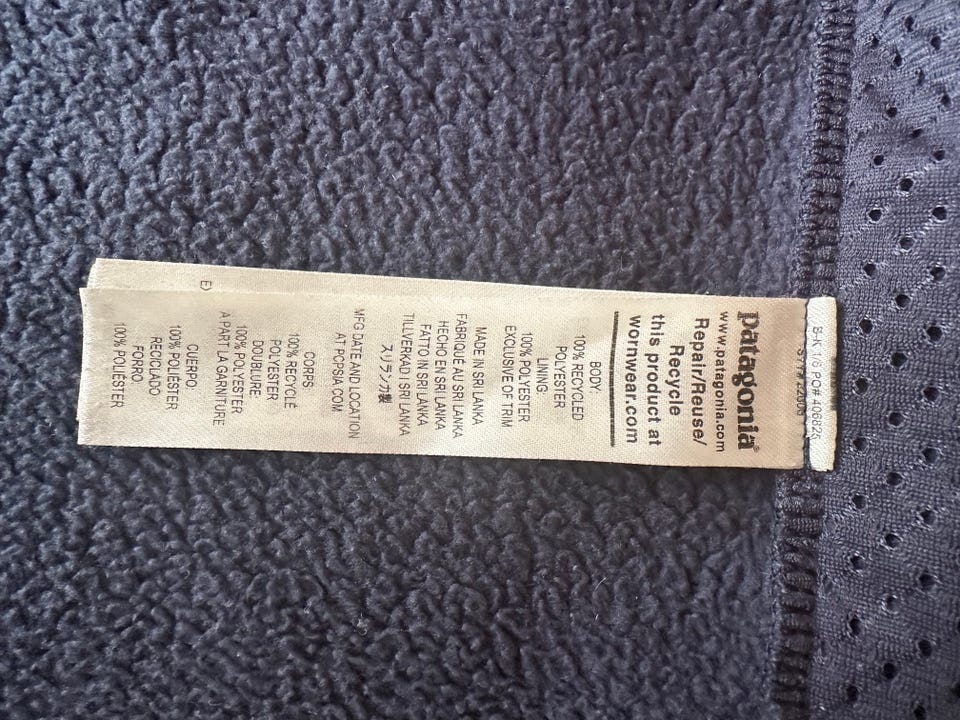 S-K 1/6 PO# 406825
patagonia®
www.patagonia.com
Repair/Reuse/
Recycle
this product at
wornwear.com
BODY:
100% RECYCLED
POLYESTER
LINING:
100% POLYESTER
EXCLUSIVE OF TRIM
MADE IN SRI LANKA
FABRIQUÉ AU SRI LANKA
HECHO EN SRI LANKA
FATTO IN SRI LANKA
TILLVERKAD I SRI LANKA
スリランカ製
MFG DATE AND LOCATION
AT POPSIA.COM
CORPS
100% RECYCLÉ
POLYESTER
DOUBLURE:
100% POLYESTER
A PART LA GARNITURE
E)
CUERPO:
100% POLIÉSTER
RECICLADO
FORRO:
100% POLIÉSTER